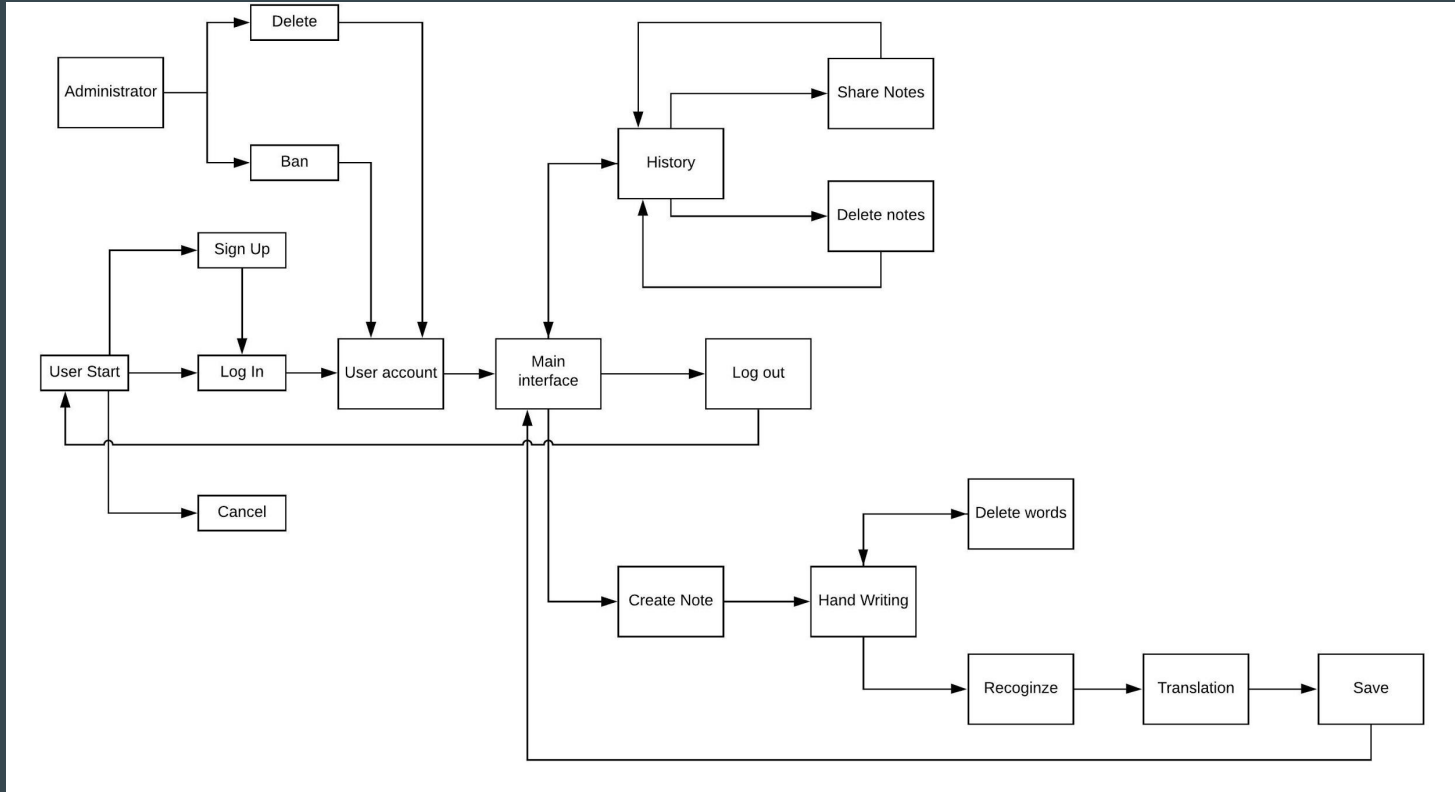 Delete
Administrator
Share Notes
Ban
History
Delete notes
Sign Up
User Start
Log In
User account
Main
interface
Log out
Cancel
Delete words
Create Note
Hand Writing
Recoginze
Translation
Save